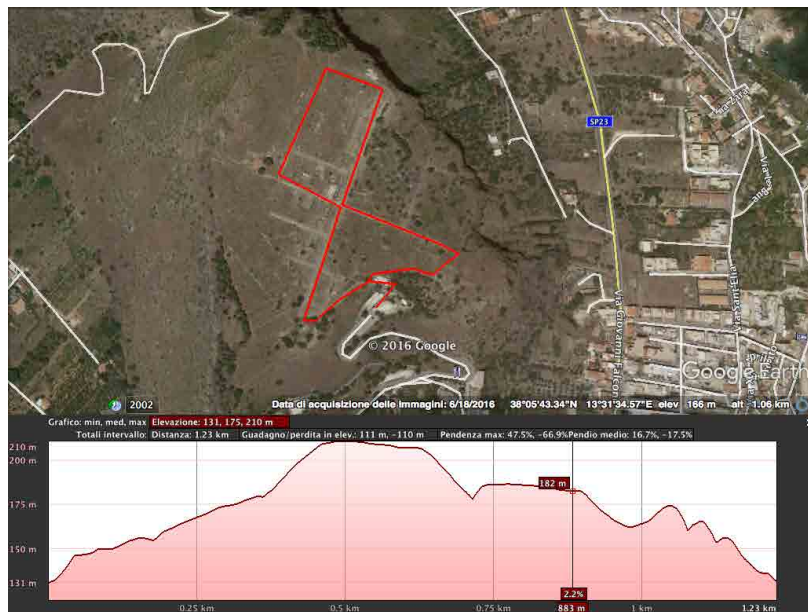 SP23
Via Zara
Via Sant'Elia
© 2016 Google
Google Earth
2002
Data di acquisizione delle immagini: 6/18/2016 38°05'43.34"N 13°31'34.57"E elev 166 m alt 1.06 km
Grafico: min, med, max Elevazione: 131, 175, 210 m
Totali intervallo: Distanza: 1.23 km Guadagno/perdita in elev.: 111 m, -110 m Pendenza max: 47.5%, -66.9% Pendio medio: 16.7%, -17.5%
210 m
175 m
150 m
131 m
182 m
2.2%
0.25 km
0.5 km
0.75 km
883 m
1 km
1.23 km